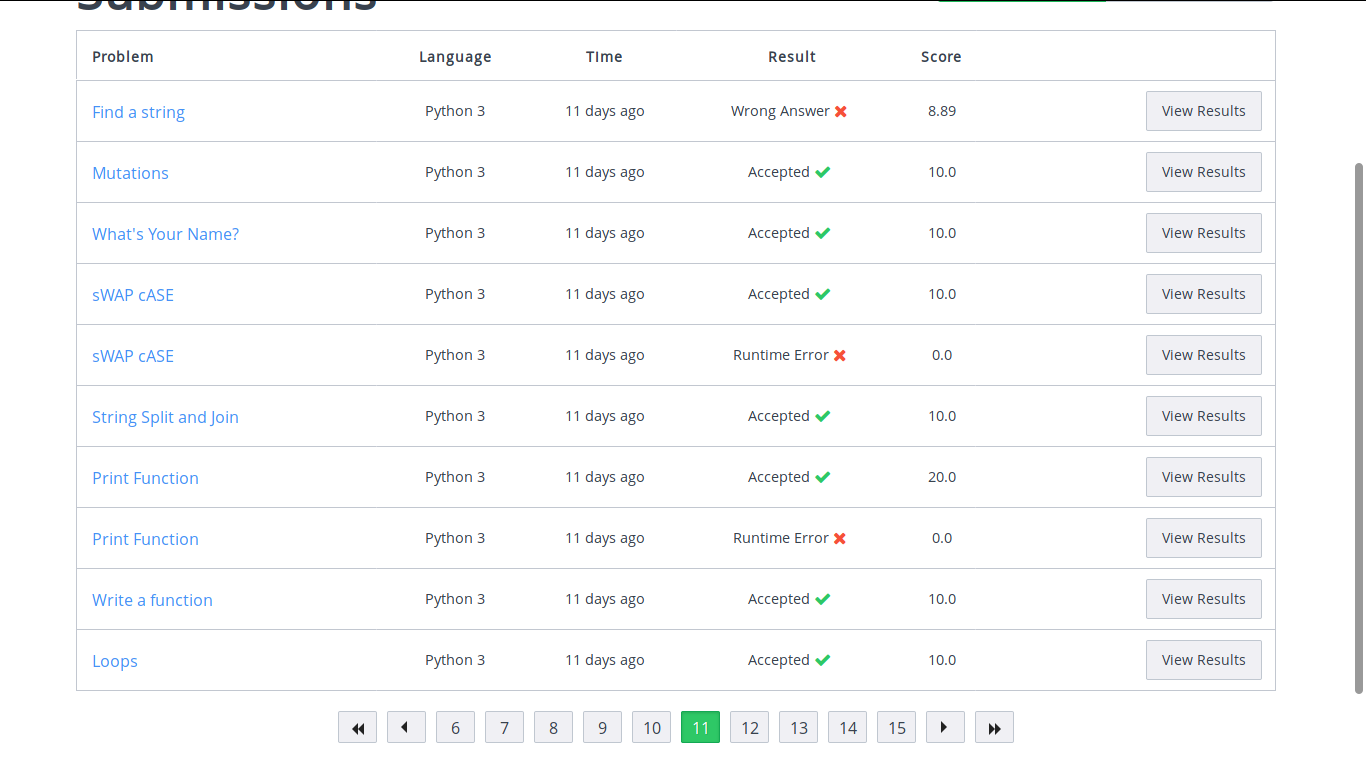 Submissions
Problem Language Time Result Score
Find a string Python 3 11 days ago Wrong Answer 8.89 View Results
Mutations Python 3 11 days ago Accepted 10.0 View Results
What's Your Name? Python 3 11 days ago Accepted 10.0 View Results
sWAP cASE Python 3 11 days ago Accepted 10.0 View Results
sWAP cASE Python 3 11 days ago Runtime Error 0.0 View Results
String Split and Join Python 3 11 days ago Accepted 10.0 View Results
Print Function Python 3 11 days ago Accepted 20.0 View Results
Print Function Python 3 11 days ago Runtime Error 0.0 View Results
Write a function Python 3 11 days ago Accepted 10.0 View Results
Loops Python 3 11 days ago Accepted 10.0 View Results
6 7 8 9 10 11 12 13 14 15